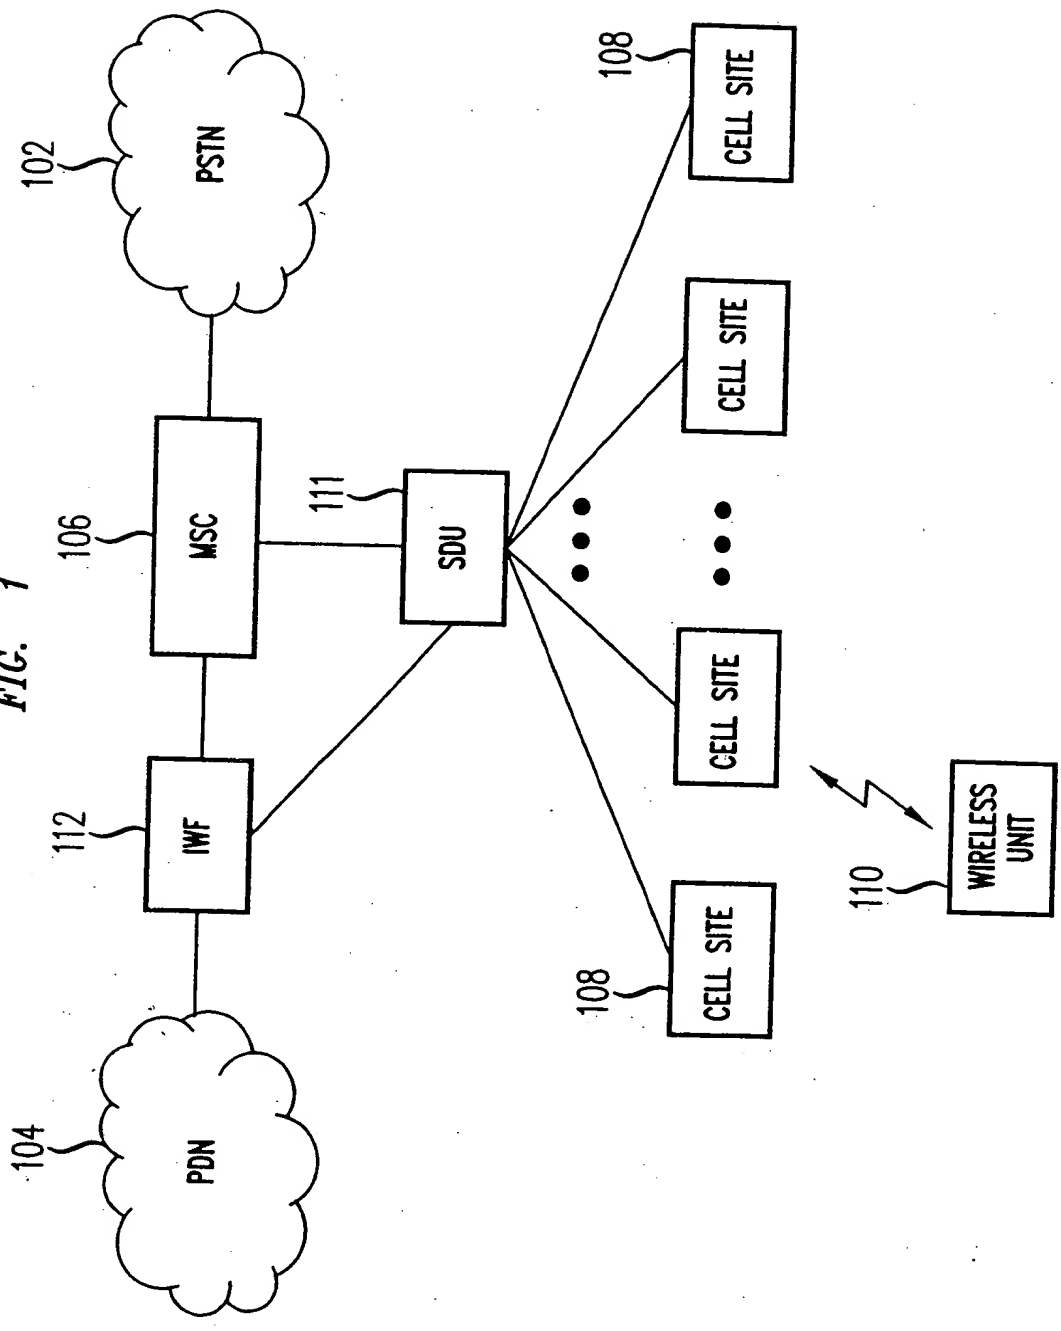 FIG. 1
104
PDN
112
IWF
106
MSC
102
PSTN
111
SDU
108
CELL SITE
CELL SITE
CELL SITE
108
CELL SITE
110
WIRELESS
UNIT